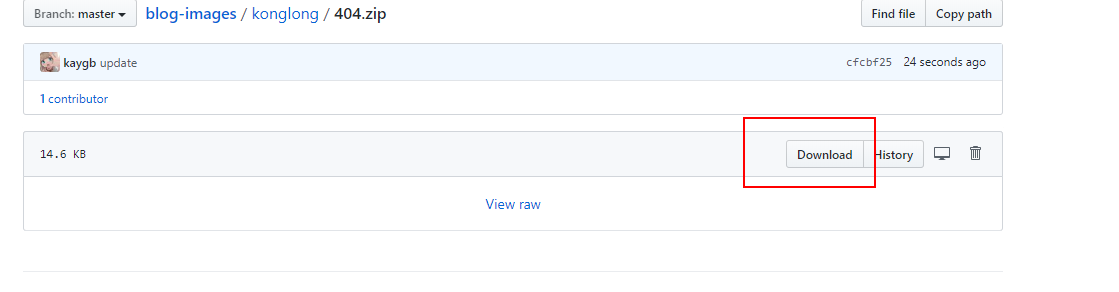 Branch: master blog-images / konglong / 404.zip Find file Copy path
kaygb update cfcbf25 24 seconds ago
1 contributor
14.6 KB Download History
View raw